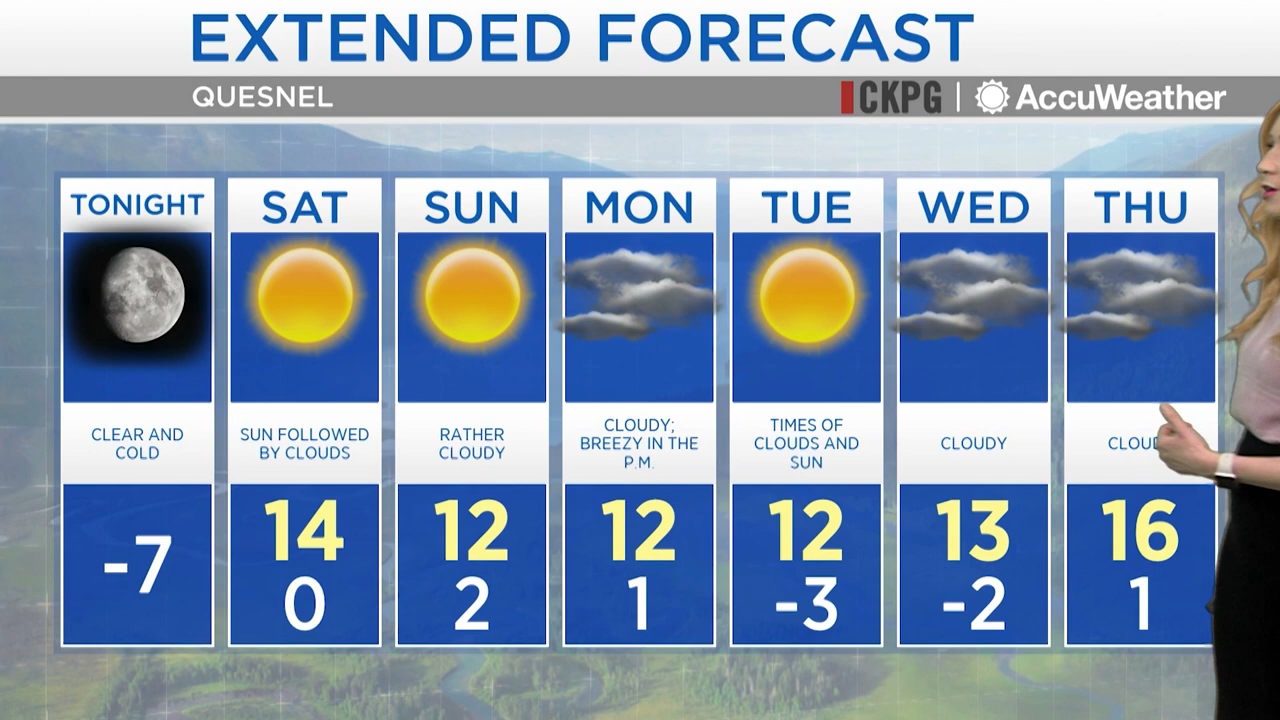 EXTENDED FORECAST
QUESNEL
CKPG | AccuWeather
TONIGHT
CLEAR AND
COLD
-7
SAT
SUN FOLLOWED
BY CLOUDS
14
0
SUN
RATHER
CLOUDY
12
2
MON
CLOUDY;
BREEZY IN THE
P.M.
12
1
TUE
TIMES OF
CLOUDS AND
SUN
12
-3
WED
CLOUDY
13
-2
THU
16
1